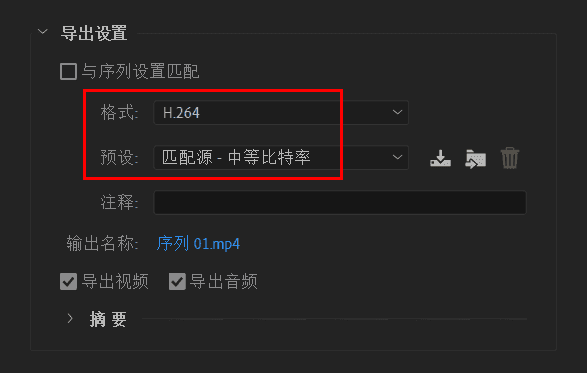 导出设置
与序列设置匹配
格式: H.264
预设: 匹配源 - 中等比特率
注释:
输出名称: 序列 01.mp4
导出视频 导出音频
摘要